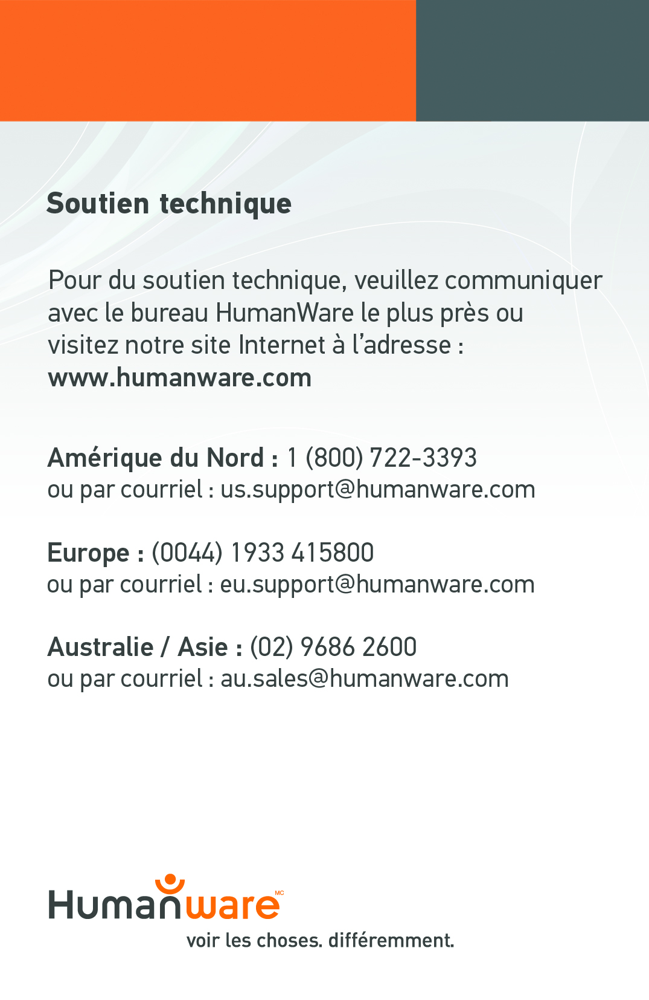 Soutien technique
Pour du soutien technique, veuillez communiquer
avec le bureau HumanWare le plus près ou
visitez notre site Internet à l’adresse :
www.humanware.com
Amérique du Nord : 1 (800) 722-3393
ou par courriel : us.support@humanware.com
Europe : (0044) 1933 415800
ou par courriel : eu.support@humanware.com
Australie / Asie : (02) 9686 2600
ou par courriel : au.sales@humanware.com
Humanware MC
voir les choses. différemment.